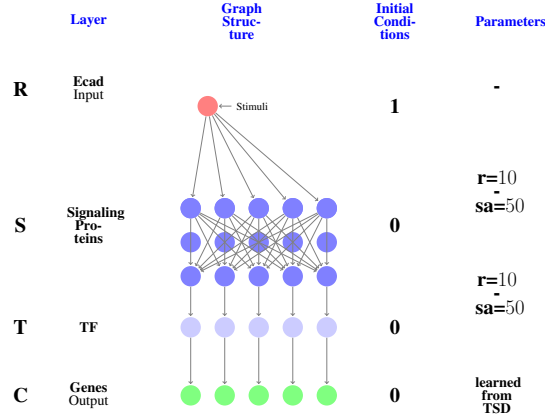 Layer
Graph
Struc-
ture
Initial
Condi-
tions
Parameters
R
Ecad
Input
Stimuli
1
-
S
Signaling
Pro-
teins
0
r=10
-
sa=50
T
TF
0
r=10
-
sa=50
C
Genes
Output
0
learned
from
TSD